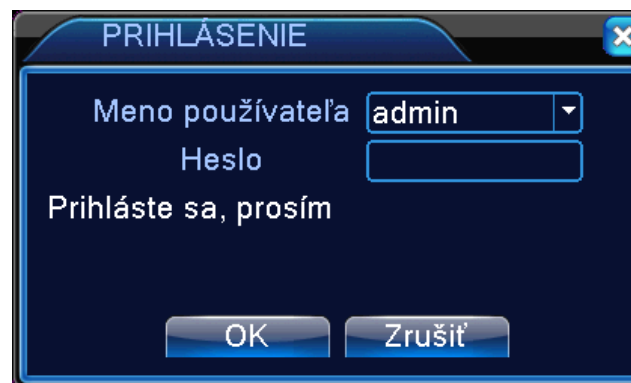 PRIHLÁSENIE
Meno používateľa admin
Heslo
Prihláste sa, prosím
OK Zrušiť